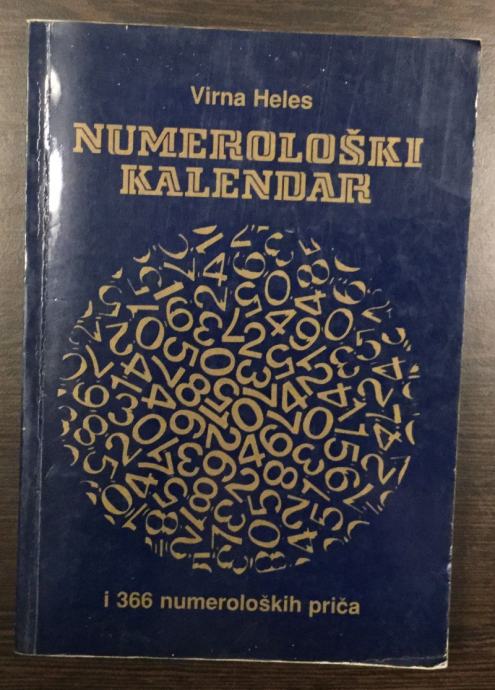 Virna Heles
NUMEROLOŠKI
KALENDAR
i 366 numeroloških priča